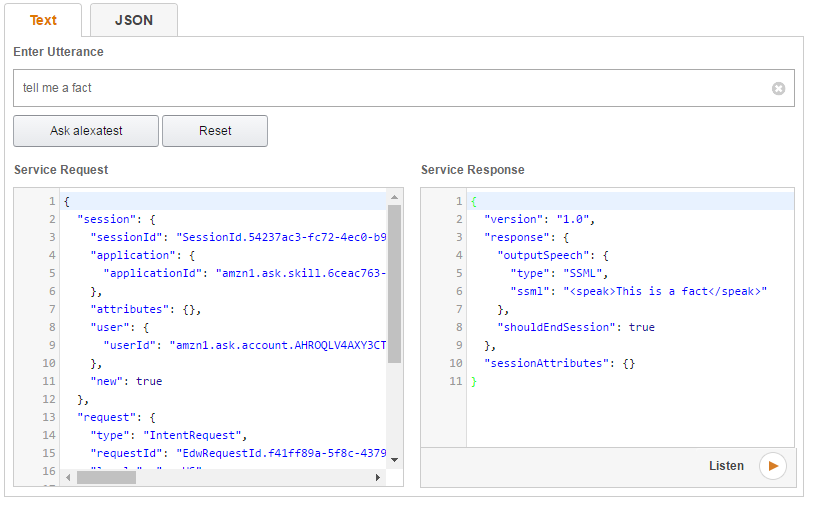 Text
JSON
Enter Utterance
tell me a fact
Ask alexatest
Reset
Service Request
1 {
2 "session": {
3 "sessionId": "SessionId.54237ac3-fc72-4ec0-b9
4 "application": {
5 "applicationId": "amzn1.ask.skill.6ceac763-
6 },
7 "attributes": {},
8 "user": {
9 "userId": "amzn1.ask.account.AHROQLV4AXY3CT
10 },
11 "new": true
12 },
13 "request": {
14 "type": "IntentRequest",
15 "requestId": "EdwRequestId.f41ff89a-5f8c-4379
16
Service Response
1 {
2 "version": "1.0",
3 "response": {
4 "outputSpeech": {
5 "type": "SSML",
6 "ssml": "<speak>This is a fact</speak>"
7 },
8 "shouldEndSession": true
9 },
10 "sessionAttributes": {}
11 }
Listen